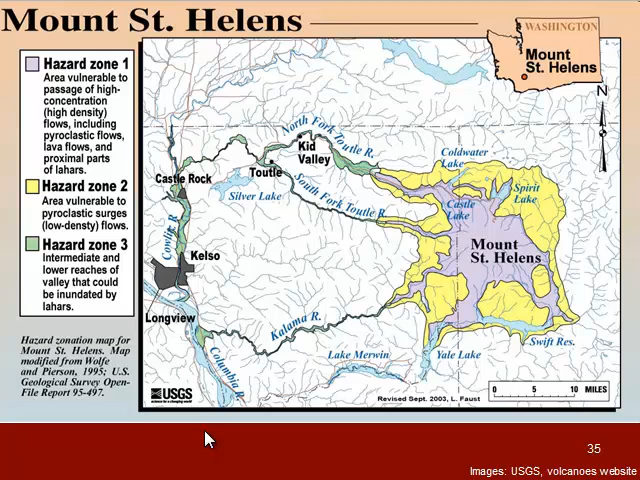 Mount St. Helens
WASHINGTON
Mount
St. Helens
Hazard zone 1
Area vulnerable to
passage of high-
concentration
(high density)
flows, including
pyroclastic flows,
lava flows, and
proximal parts
of lahars.
Hazard zone 2
Area vulnerable to
pyroclastic surges
(low-densty) flows.
Hazard zone 3
Intermediate and
lower reaches of
valley that could
be inundated by
lahars.
Hazard zonation map for
Mount St. Helens. Map
modified from Wolfe
and Pierson, 1995; U.S.
Geological Survey Open-
File Report 95-497.
N
North Fork Toutle R.
Kid
Valley
Toutle
Castle Rock
Silver Lake
South Fork Toutle R.
Coldwater
Lake
Spirit
Lake
Castle
Lake
Cowlitz R.
Kelso
Mount
St. Helens
Longview
Kalama R.
Columbia R.
Lake Merwin
Yale Lake
Swift Res.
USGS
science for a changing world
Revised Sept. 2003, L. Faust
0 5 10 MILES
35
Images: USGS, volcanoes website